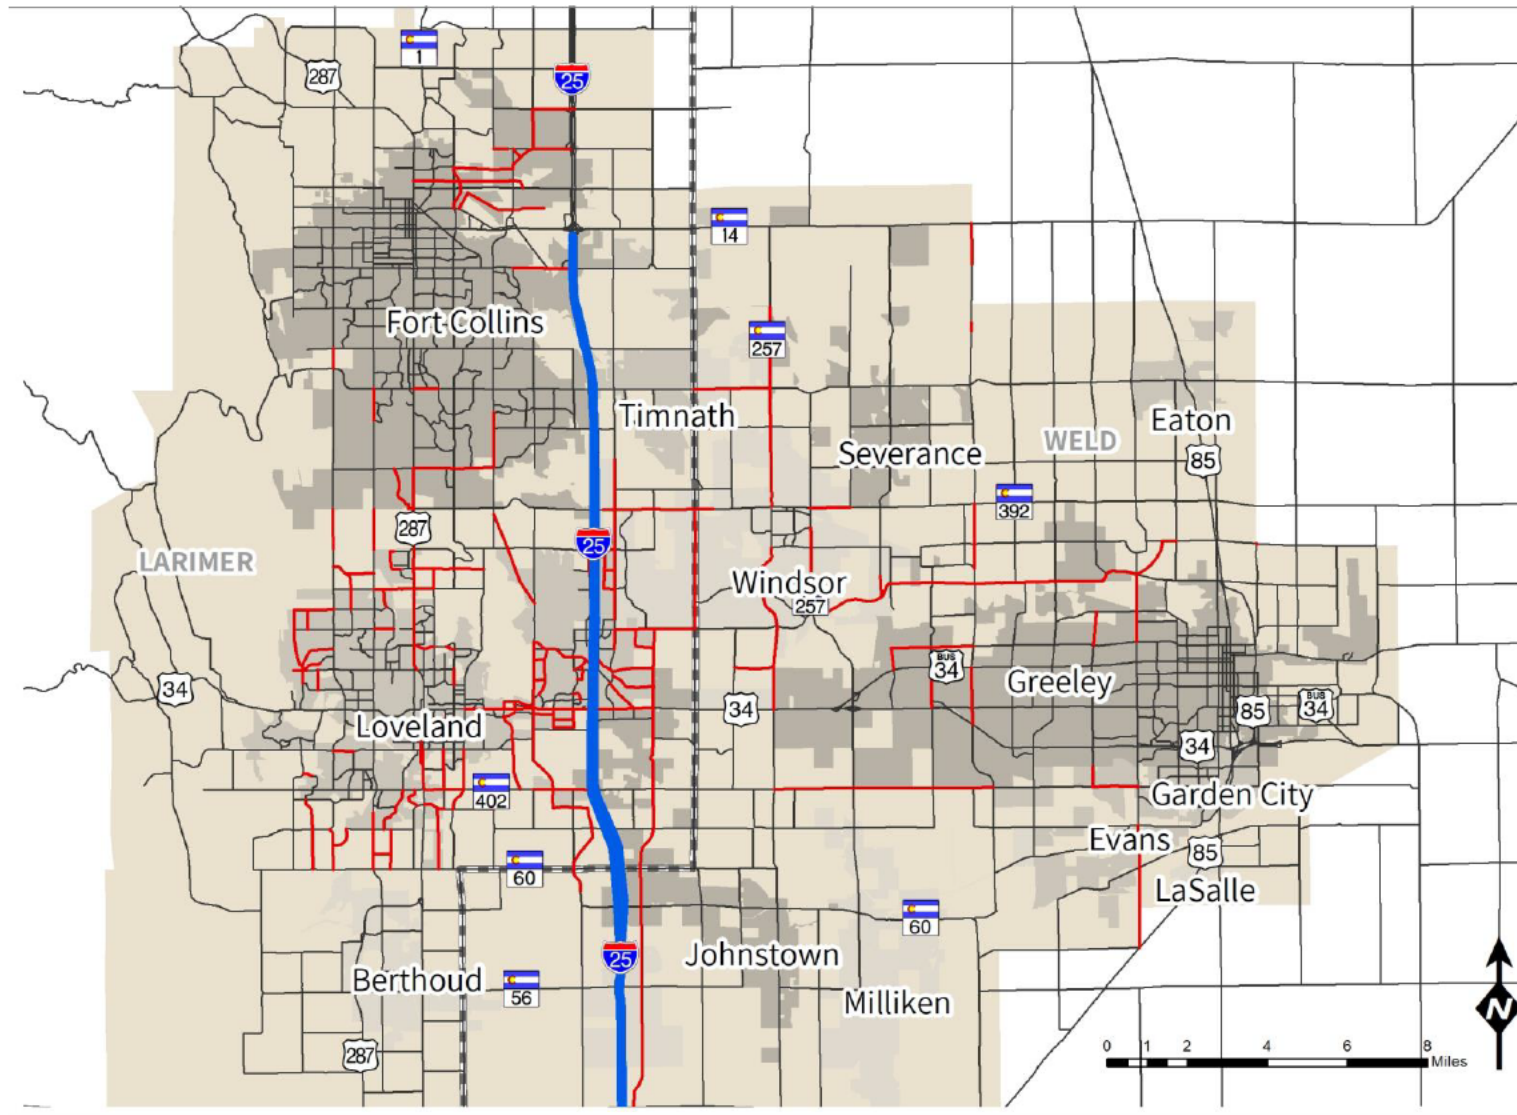 1
287
25
14
Fort Collins
257
Timnath
Eaton
WELD
Severance
85
392
287
25
LARIMER
Windsor
257
BUS
34
Greeley
34
34
85
BUS
34
Loveland
34
402
Garden City
Evans
85
60
LaSalle
60
25
Johnstown
Berthoud
56
Milliken
N
287
0 1 2 4 6 8
Miles